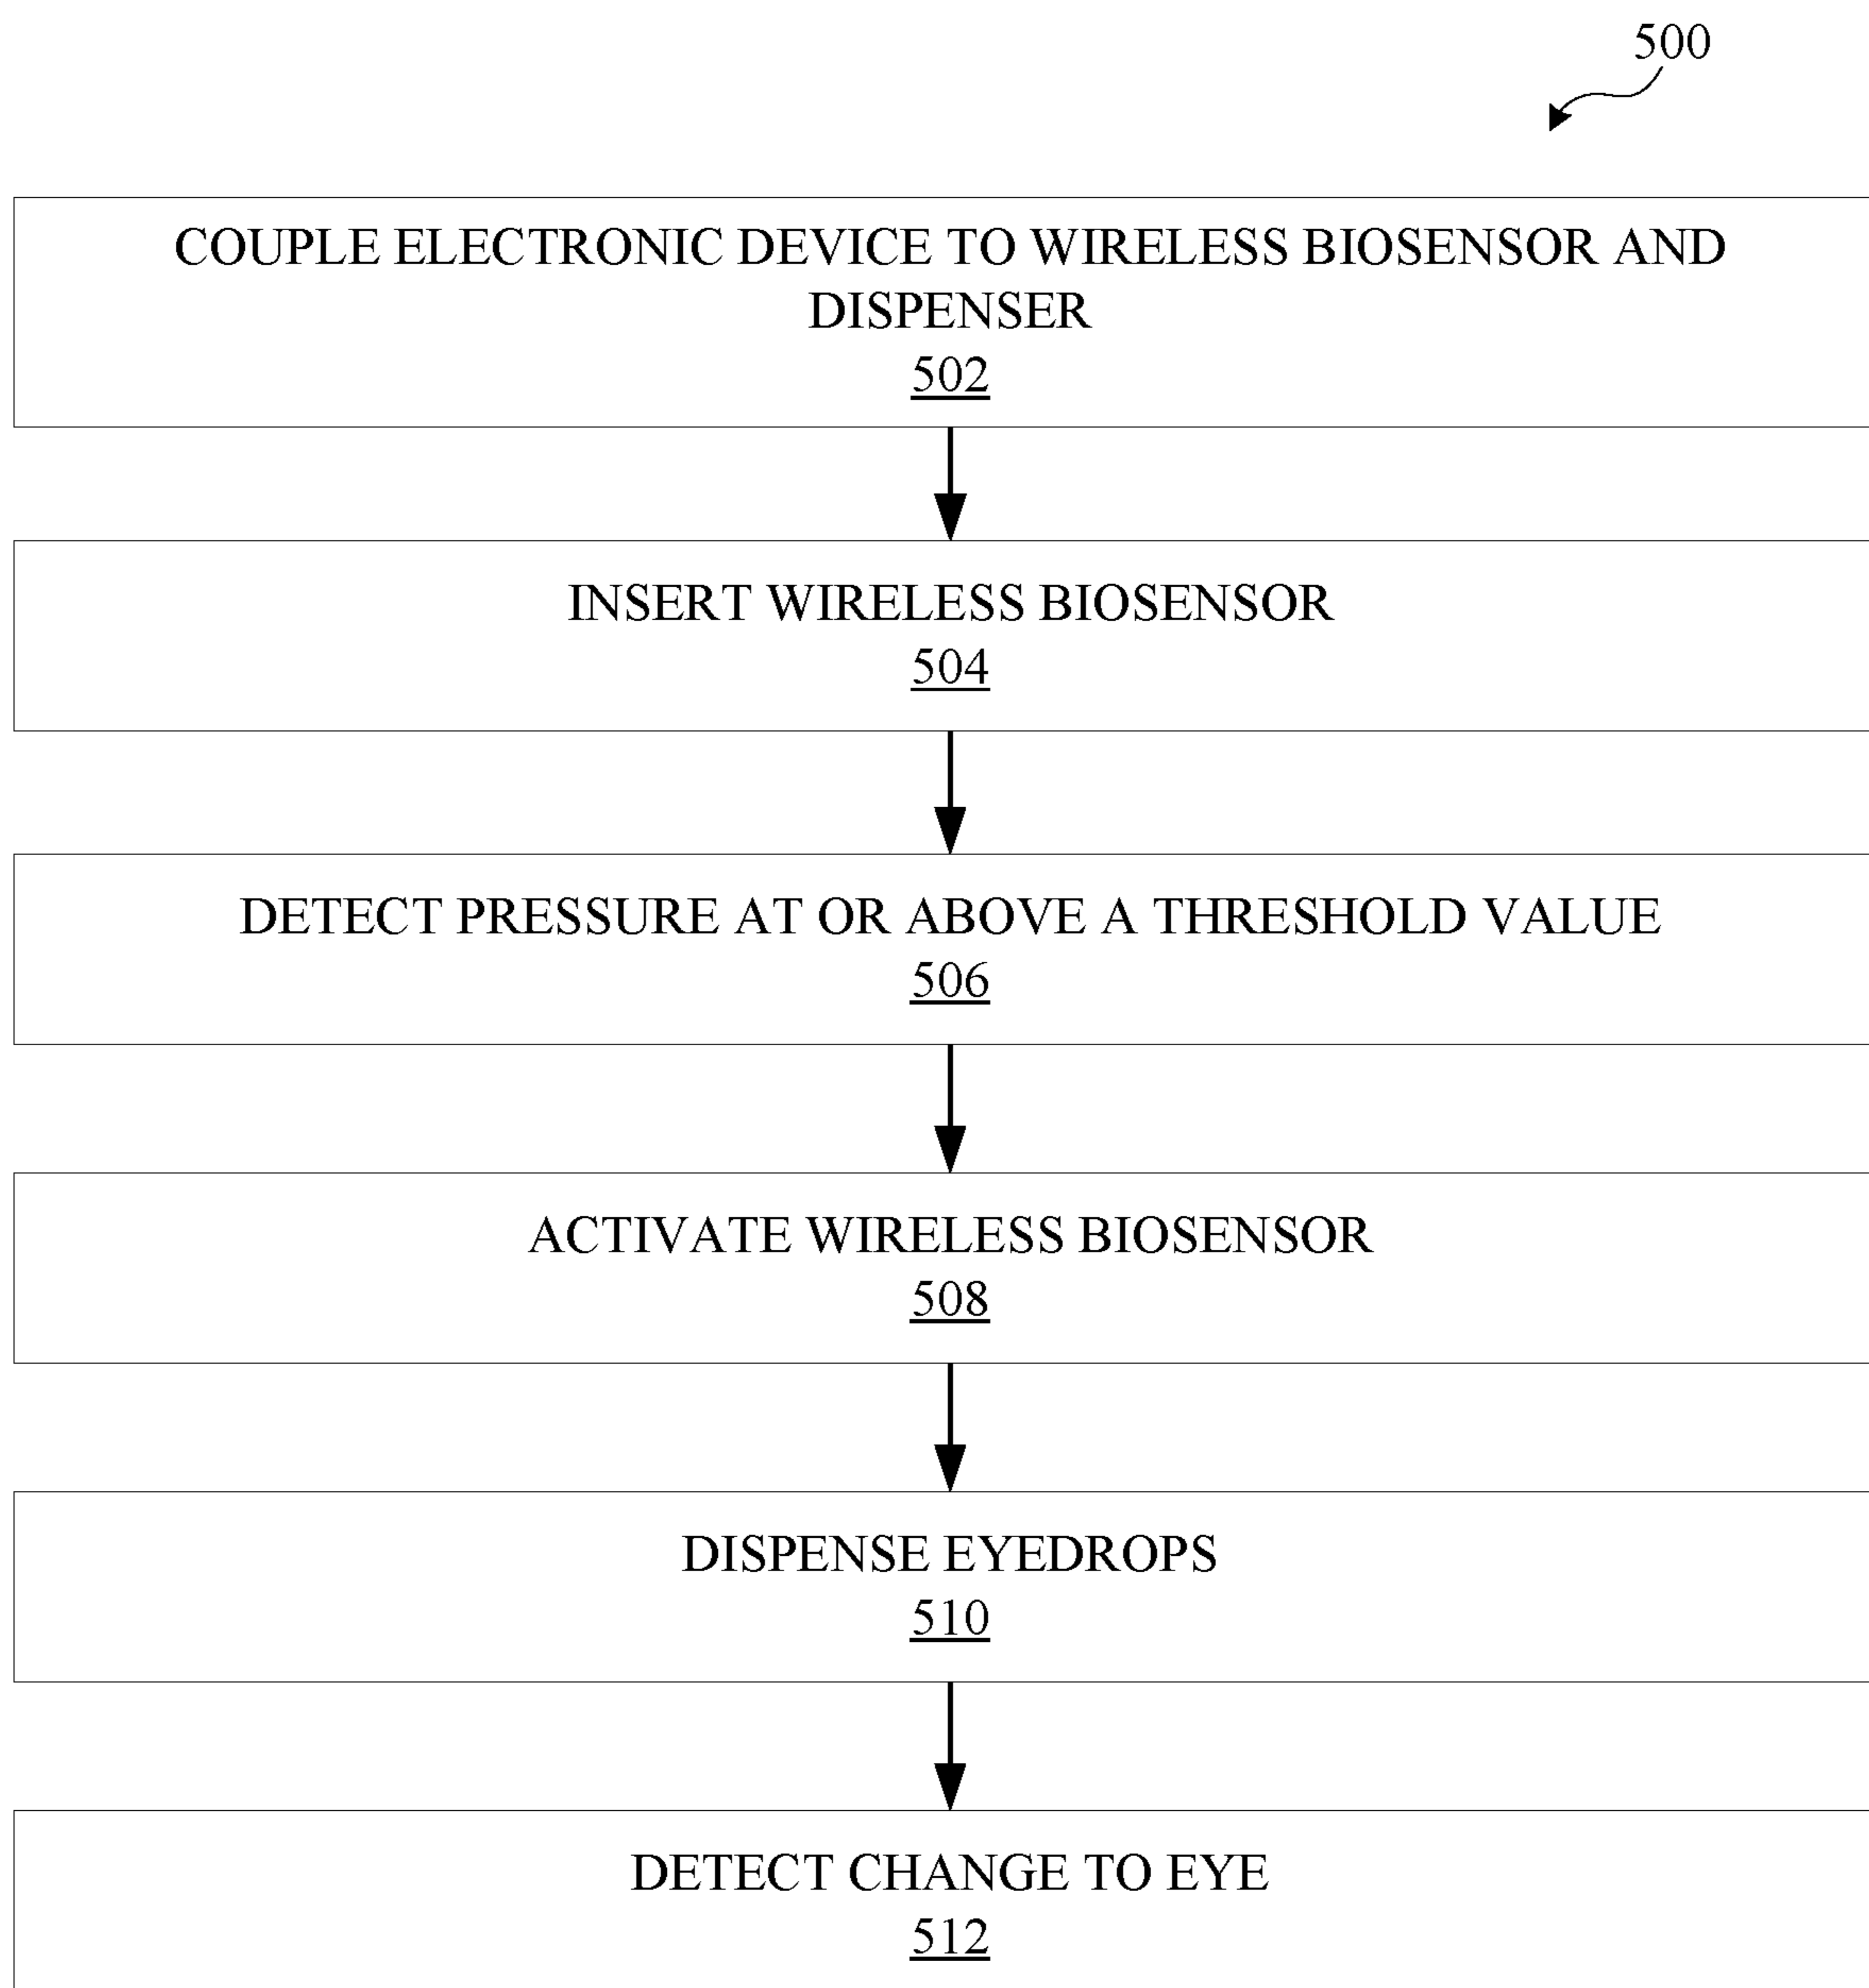 500
COUPLE ELECTRONIC DEVICE TO WIRELESS BIOSENSOR AND
DISPENSER
502
INSERT WIRELESS BIOSENSOR
504
DETECT PRESSURE AT OR ABOVE A THRESHOLD VALUE
506
ACTIVATE WIRELESS BIOSENSOR
508
DISPENSE EYEDROPS
510
DETECT CHANGE TO EYE
512